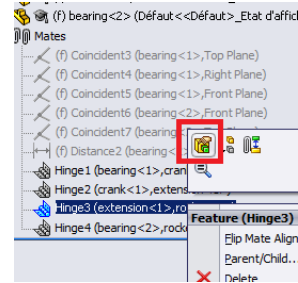 (f) bearing<2> (Défaut<<Défaut>_Etat d'affic
Mates
(f) Coincident3 (bearing<1>,Top Plane)
(f) Coincident4 (bearing<1>,Right Plane)
(f) Coincident5 (bearing<1>,Front Plane)
(f) Coincident6 (bearing<2>,Front Plane)
(f) Coincident7 (bearing
(f) Distance2 (bearing<
Hinge1 (bearing<1>,cran
Hinge2 (crank<1>,extens
Hinge3 (extension<1>,ro
Feature (Hinge3)
Hinge4 (bearing<2>,rock
Flip Mate Align
Parent/Child...
Delete